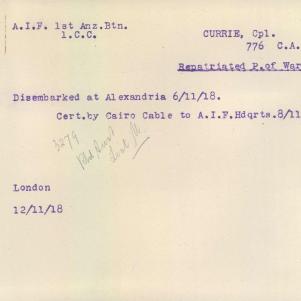 A.I.F. 1st Anz.Btn.
I.C.C.
CURRIE, Cpl.
776 C.A.
Repatriated P.of War
Disembarked at Alexandria 6/11/18.
Cert.by Cairo Cable to A.I.F.Hdqrts.8/11
3279
London
12/11/18